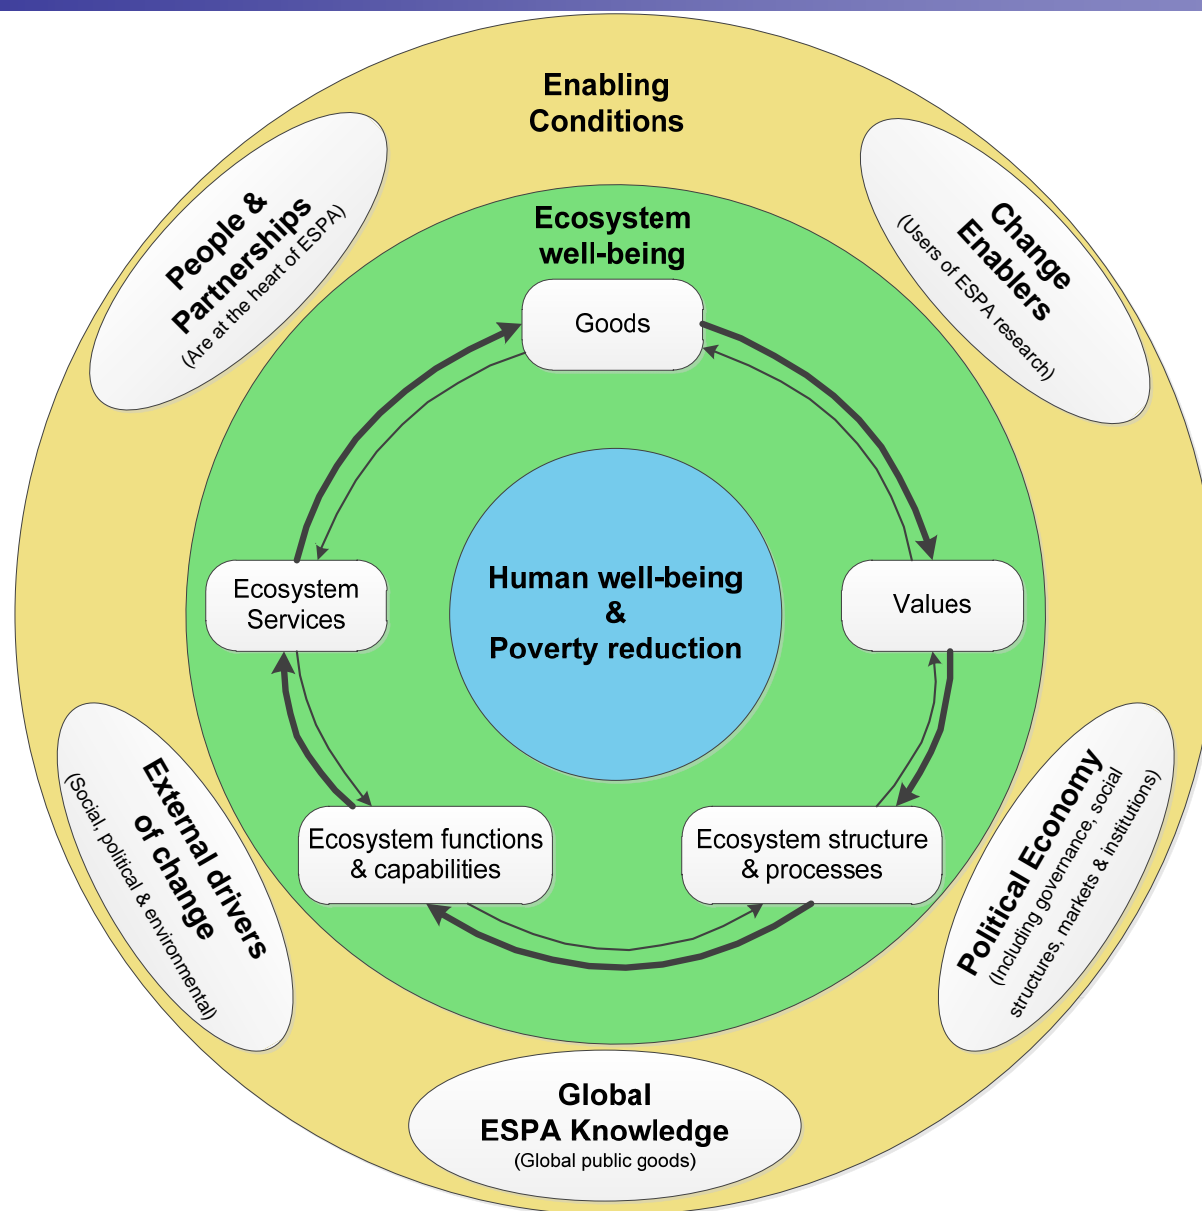 Enabling
Conditions
People &
Partnerships
(Are at the heart of ESPA)
Change
Enablers
(Users of ESPA research)
Ecosystem
well-being
Goods
Ecosystem
Services
Human well-being
&
Poverty reduction
Values
Ecosystem functions
& capabilities
Ecosystem structure
& processes
External drivers
of change
(Social, political & environmental)
Political Economy
(Including governance, social
structures, markets & institutions)
Global
ESPA Knowledge
(Global public goods)